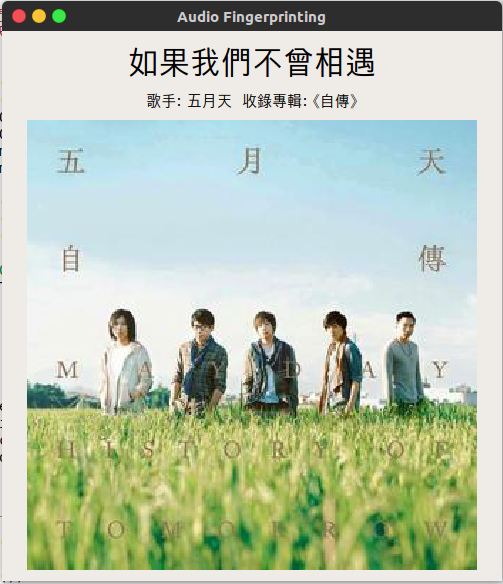 Audio Fingerprinting
如果我們不曾相遇
歌手: 五月天 收錄專輯:《自傳》
五 月 天
自 傳
M A Y D A Y
H I S T O R Y O F
T O M O R R O W